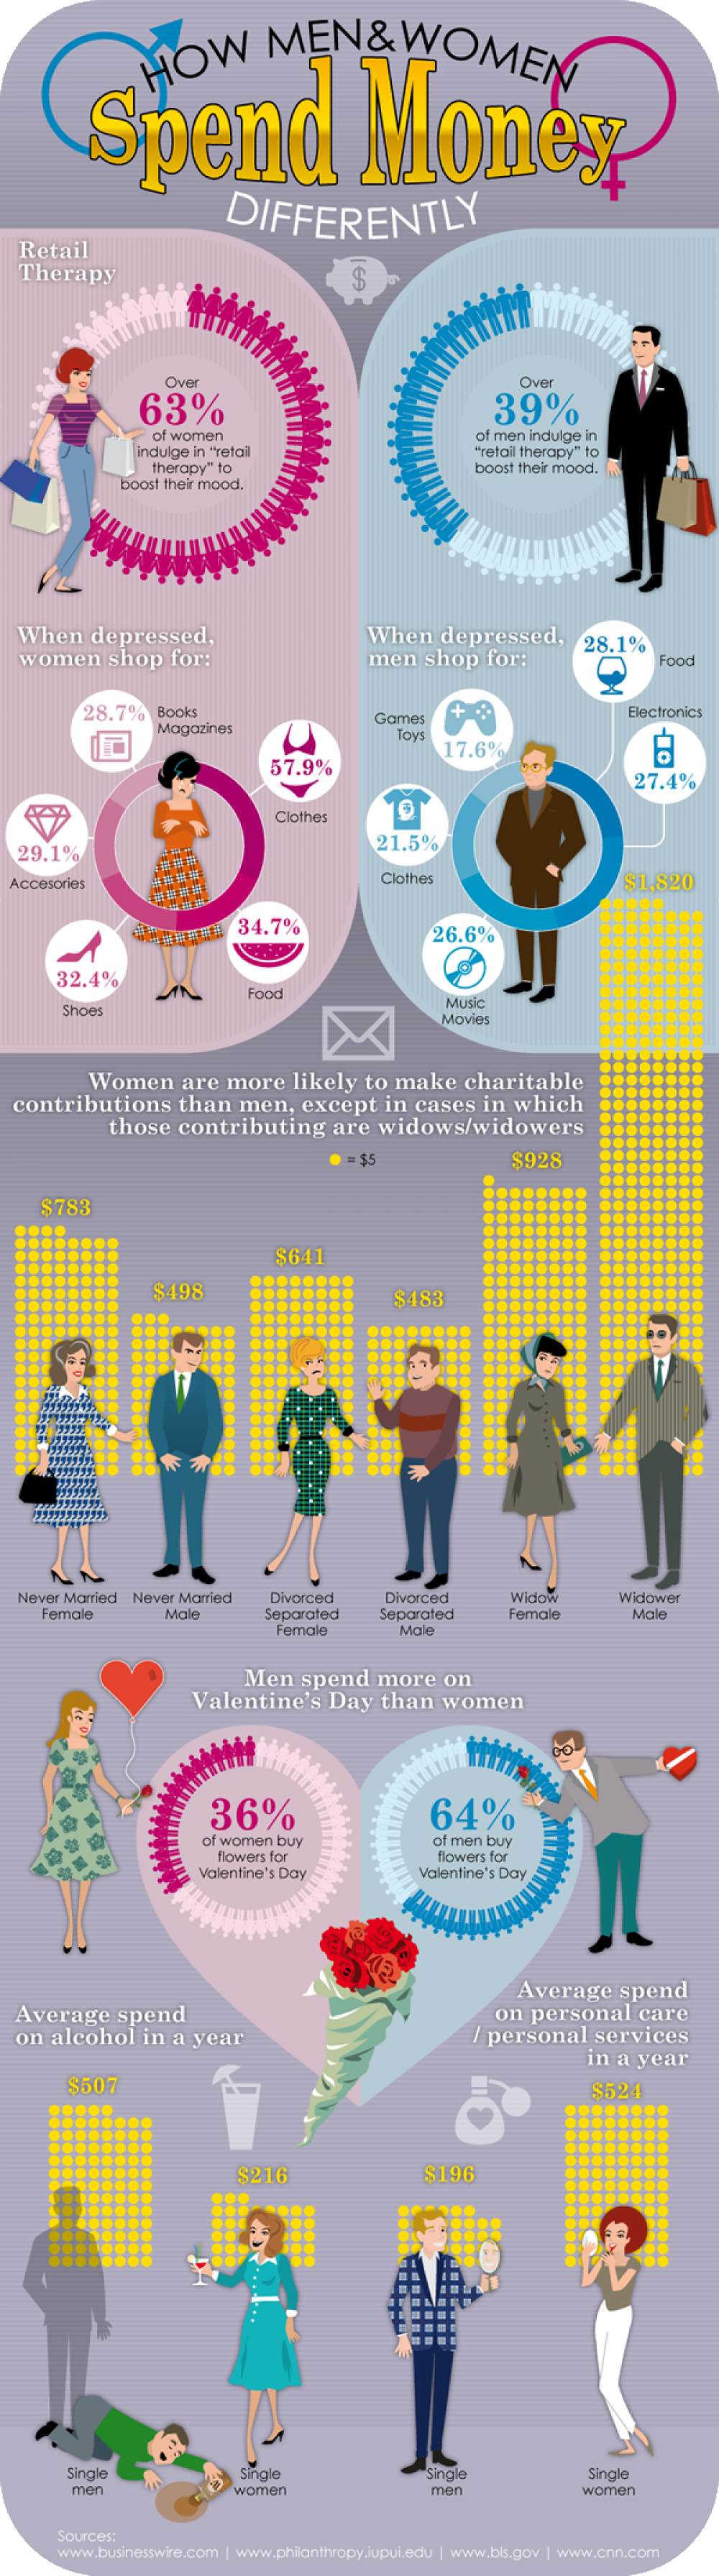 HOW MEN&WOMEN
Spend Money
DIFFERENTLY
Retail
Therapy
$
Over
63%
of women
indulge in "retail
therapy" to
boost their mood.
Over
39%
of men indulge in
"retail therapy" to
boost their mood.
When depressed,
women shop for:
28.7%
Books
Magazines
57.9%
Clothes
29.1%
Accesories
34.7%
Food
32.4%
Shoes
When depressed,
men shop for:
28.1%
Food
Games
Toys
17.6%
Electronics
27.4%
21.5%
Clothes
26.6%
Music
Movies
Women are more likely to make charitable
contributions than men, except in cases in which
those contributing are widows/widowers
= $5
$783
$498
$641
$483
$928
$1,820
Never Married
Female
Never Married
Male
Divorced
Separated
Female
Divorced
Separated
Male
Widow
Female
Widower
Male
Men spend more on
Valentine's Day than women
36%
of women buy
flowers for
Valentine's Day
64%
of men buy
flowers for
Valentine's Day
Average spend
on alcohol in a year
$507
$216
Average spend
on personal care
/ personal services
in a year
$196
$524
Single
men
Single
women
Single
men
Single
women
Sources:
www.businesswire.com | www.philanthropy.iupui.edu | www.bls.gov | www.cnn.com